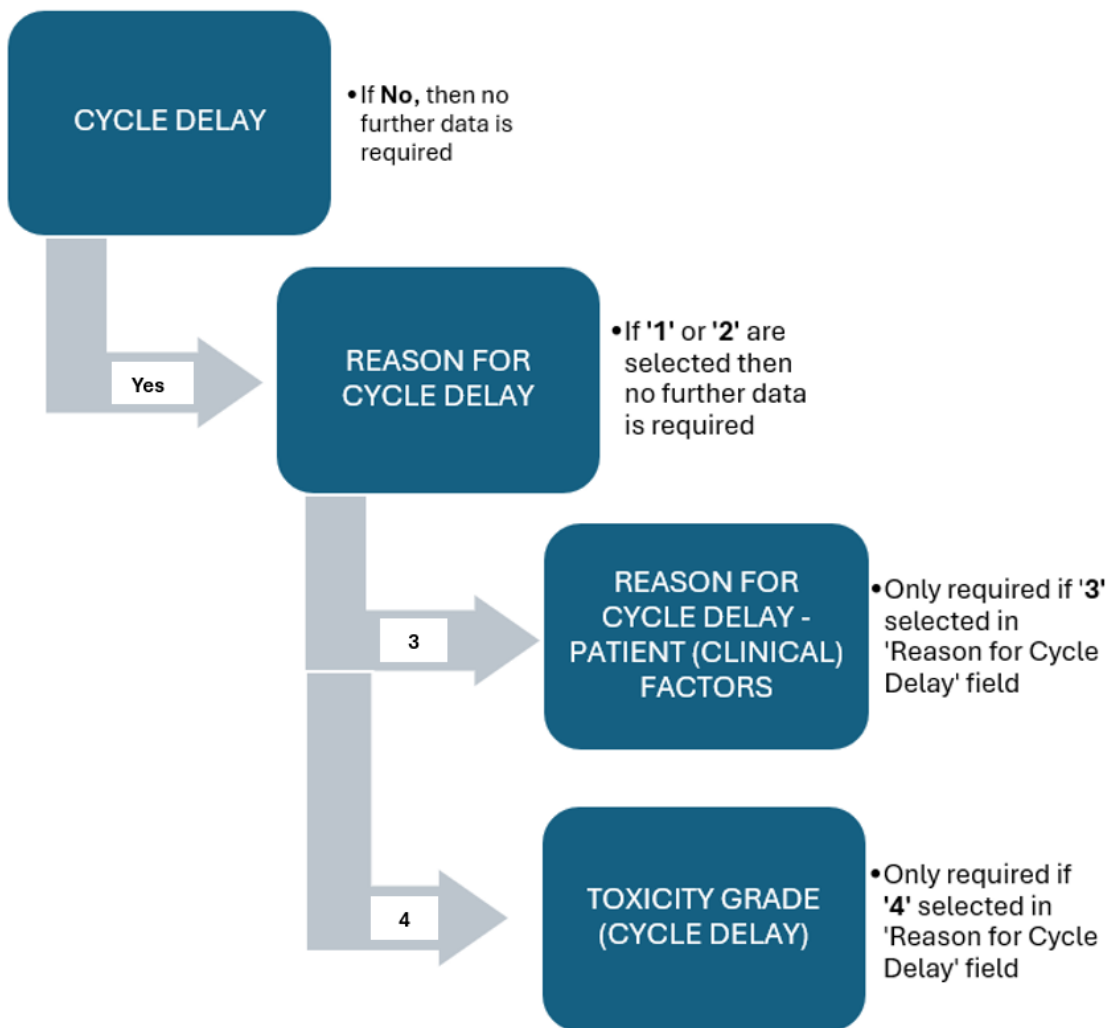 CYCLE DELAY
•If No, then no
further data is
required
Yes
REASON FOR
CYCLE DELAY
•If '1' or '2' are
selected then
no further data
is required
3
REASON FOR
CYCLE DELAY -
PATIENT (CLINICAL)
FACTORS
•Only required if '3'
selected in
'Reason for Cycle
Delay' field
4
TOXICITY GRADE
(CYCLE DELAY)
•Only required if
'4' selected in
'Reason for Cycle
Delay' field